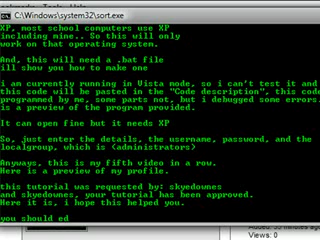 C:\Windows\system32\sort.exe
XP, most school computers use XP
including mine.. So this will only
work on that operating system.
And, this will need a .bat file
ill show you how to make one
i am currently running in Vista mode, so i can't test it and
this code will be pasted in the "Code description", this code
programmed by me, some parts not, but i debugged some errors.
is a preview of the program provided.
It can open fine but it needs XP
So, just enter the details, the username, password, and the
localgroup, which is <administrators>
Anyways, this is my fifth video in a row.
Here is a preview of my profile.
this tutorial was requested by: skyedownes
and skyedownes, your tutorial has been approved.
Here it is, i hope this helped you.
you should ed
Views: 0